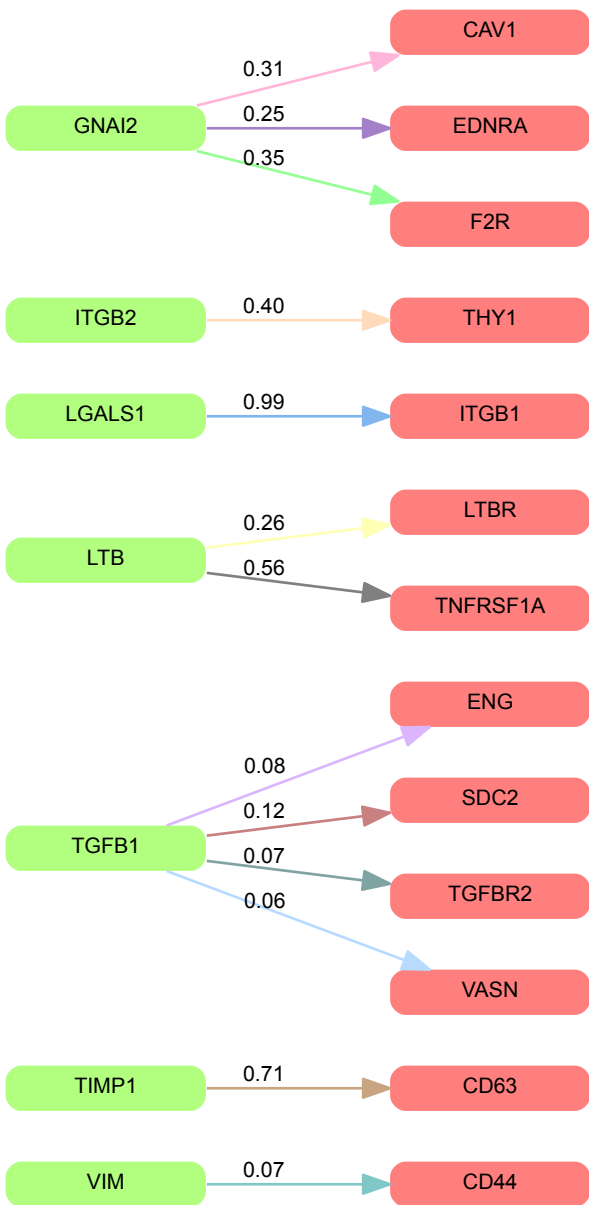 CAV1
0.31
GNAI2
0.25
EDNRA
0.35
F2R
ITGB2
0.40
THY1
LGALS1
0.99
ITGB1
LTBR
0.26
LTB
0.56
TNFRSF1A
ENG
0.08
SDC2
0.12
TGFB1
0.07
TGFBR2
0.06
VASN
TIMP1
0.71
CD63
VIM
0.07
CD44